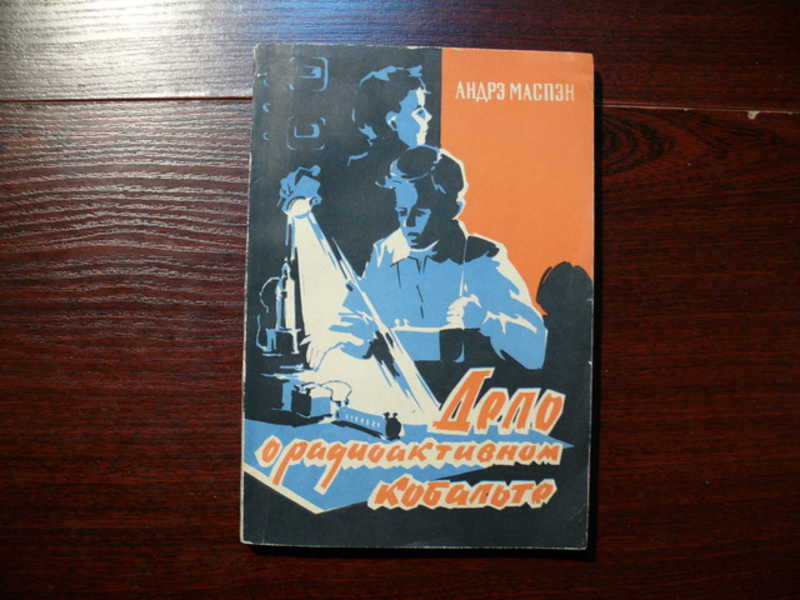 АНДРЭ МАСПЭН
Дело
о радиоактивном
кобальте